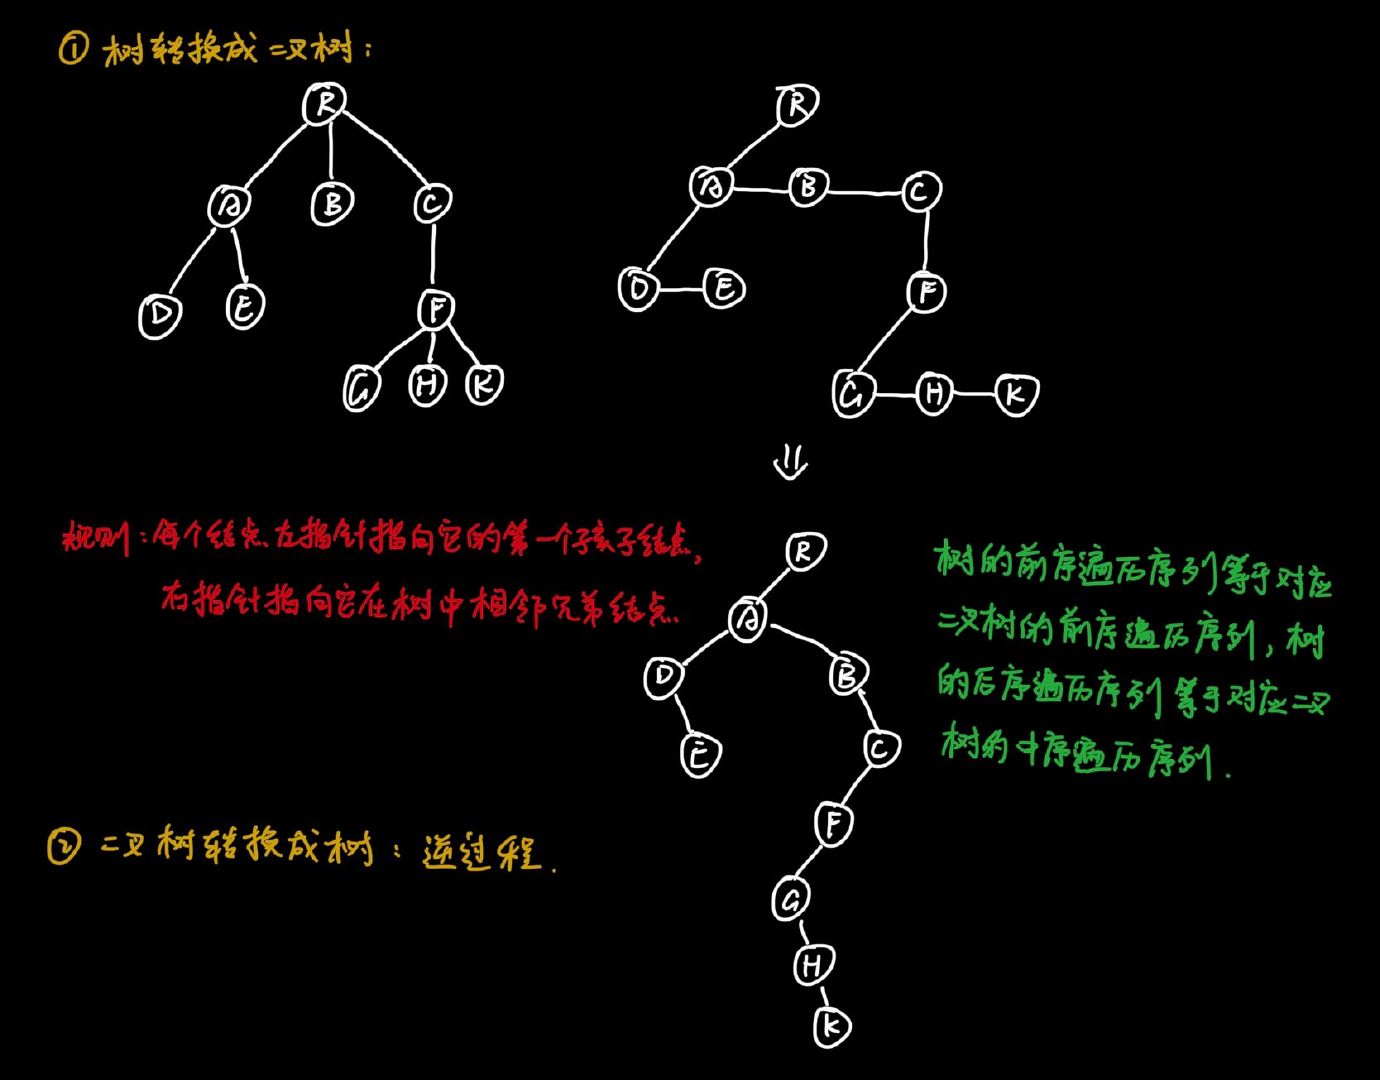 ① 树转换成二叉树：
R
R
A
B
C
A
B
C
D
E
F
D
E
F
G
H
K
G
H
K
规则：每个结点左指针指向它的第一个孩子结点，
右指针指向它在树中相邻兄弟结点.
R
A
D
B
E
C
F
G
H
K
树的前序遍历序列等于对应
二叉树的前序遍历序列，树
的后序遍历序列等于对应二叉
树的中序遍历序列.
② 二叉树转换成树：逆过程.